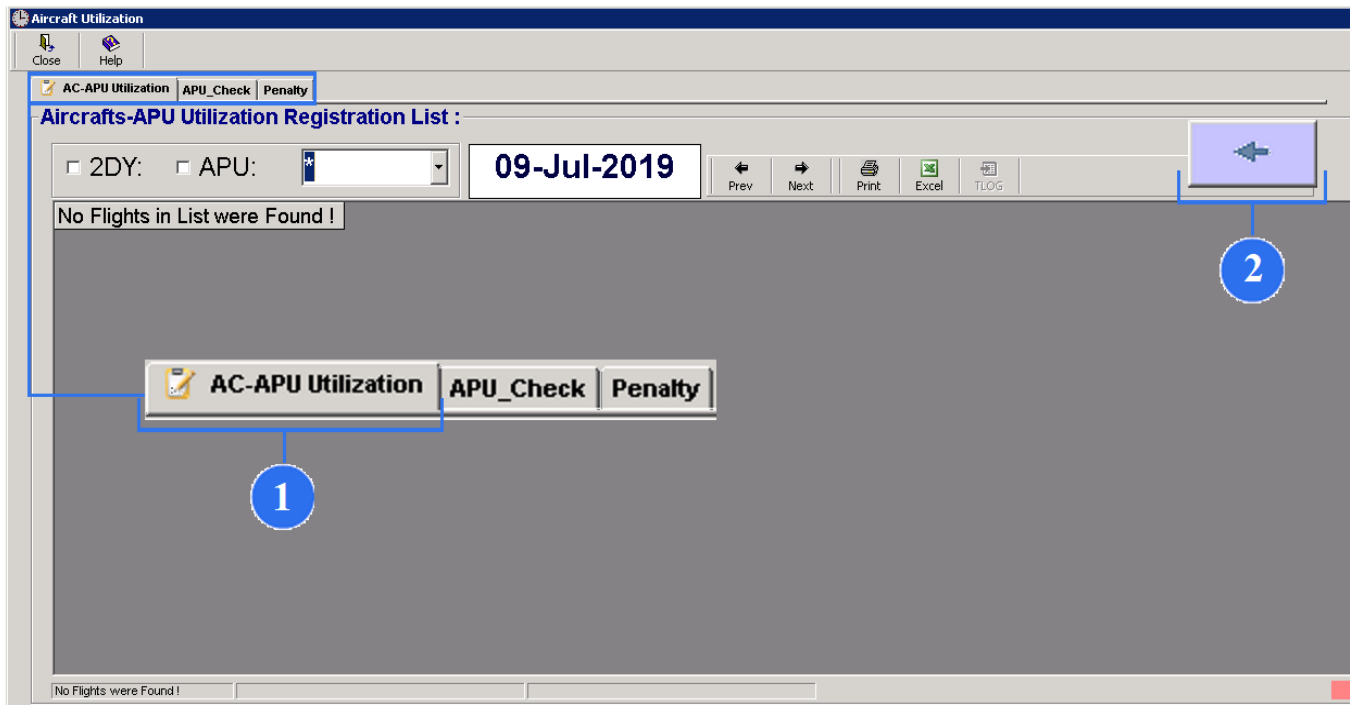 Aircraft Utilization
Close Help
AC-APU Utilization APU_Check Penalty
Aircrafts-APU Utilization Registration List :
2DY: APU: * 09-Jul-2019 Prev Next Print Excel TLOG
2
No Flights in List were Found !
AC-APU Utilization APU_Check Penalty
1
No Flights were Found !